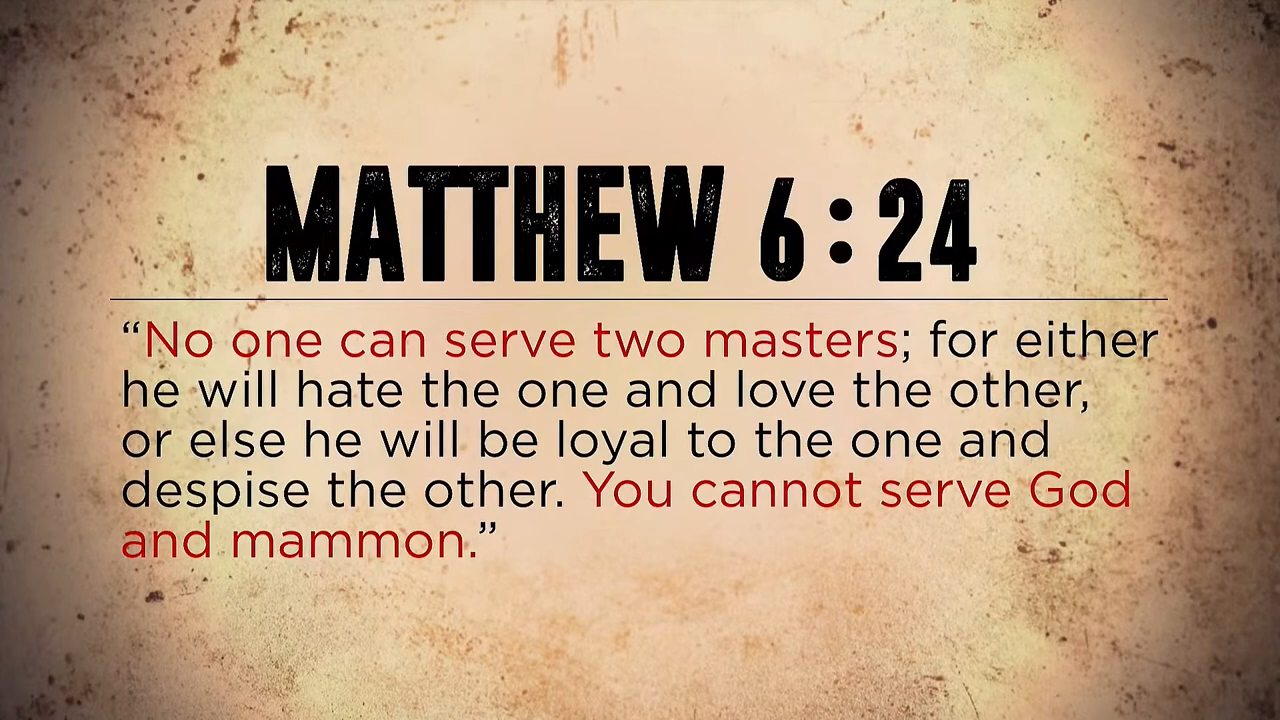 MATTHEW 6:24
“No one can serve two masters; for either
he will hate the one and love the other,
or else he will be loyal to the one and
despise the other. You cannot serve God
and mammon.”